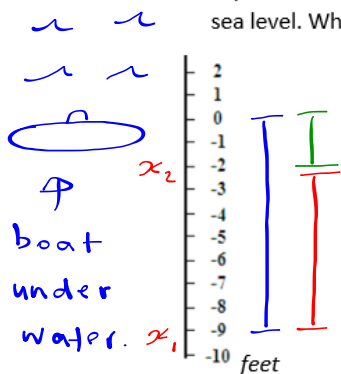 sea level. Wh
2
1
0
-1
-2
x₂
-3
-4
-5
-6
-7
-8
-9
x₁
-10
feet
boat
under
water.